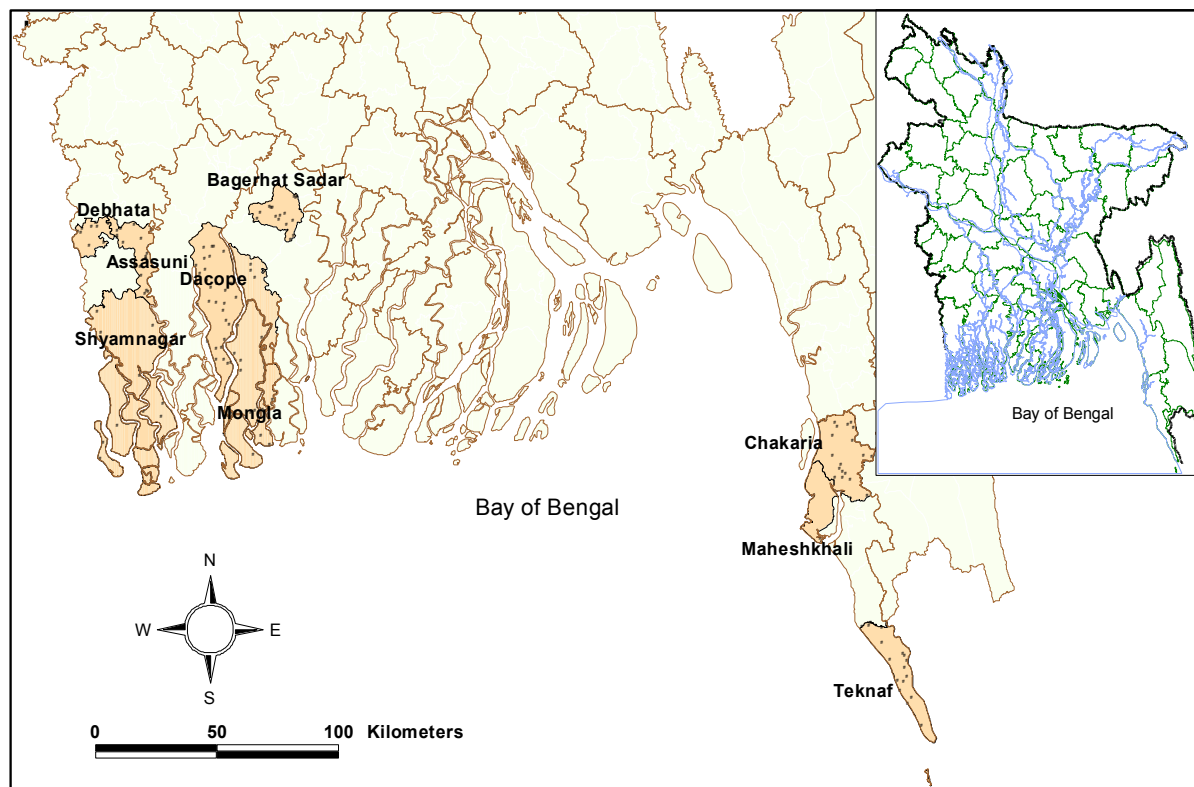 Bagerhat Sadar
Debhata
Assasuni
Dacope
Shyamnagar
Mongla
Chakaria
Maheshkhali
Teknaf
Bay of Bengal
Bay of Bengal
N
W
E
S
0
50
100
Kilometers